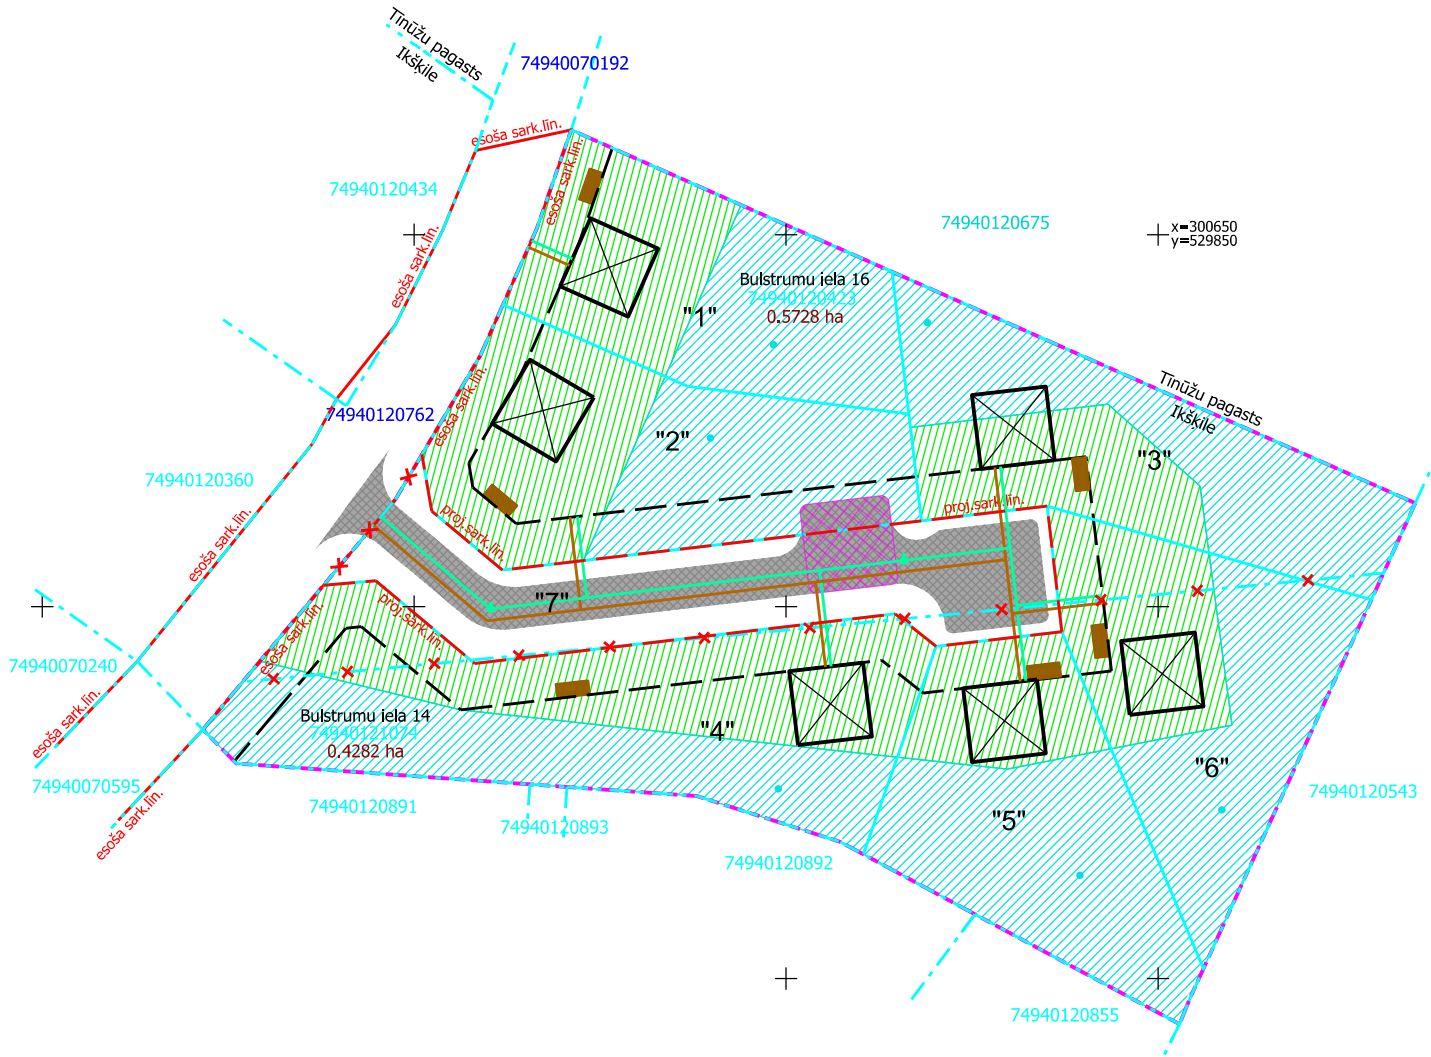 Tīnūžu pagasts
Ikšķile
74940070192
esoša sark.līn.
esoša sark.līn.
74940120434
74940120675
x=300650
y=529850
esoša sark.līn.
Bulstrumu iela 16
74940120423
0.5728 ha
"1"
Tīnūžu pagasts
Ikšķile
74940120762
esoša sark.līn.
"2"
"3"
74940120360
proj.sark.līn.
proj.sark.līn.
esoša sark.līn.
"7"
proj.sark.līn.
esoša sark.līn.
74940070240
Bulstrumu iela 14
74940121074
0.4282 ha
"4"
esoša sark.līn.
"6"
74940070595
74940120891
74940120893
"5"
74940120543
esoša sark.līn.
74940120892
74940120855